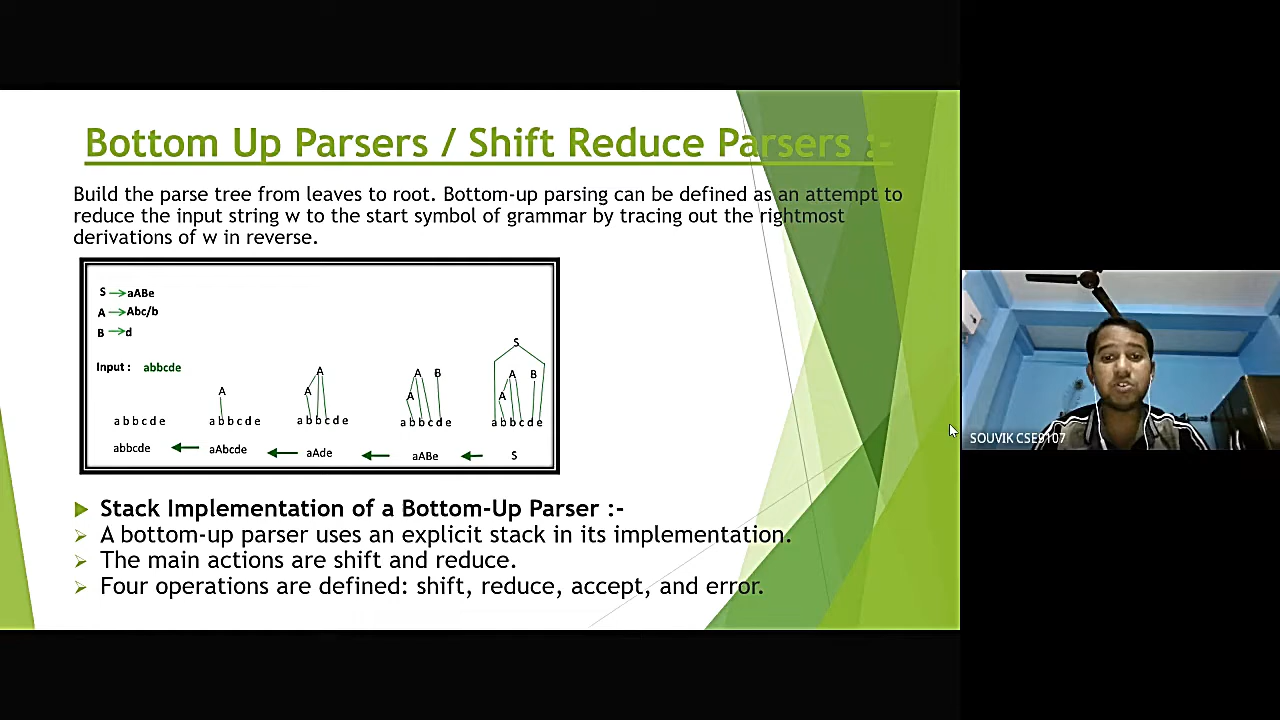 Bottom Up Parsers / Shift Reduce Parsers :-
Build the parse tree from leaves to root. Bottom-up parsing can be defined as an attempt to
reduce the input string w to the start symbol of grammar by tracing out the rightmost
derivations of w in reverse.
S → aABe
A → Abc/b
B → d
Input : abbcde
S
A
A
A B
A B
A
A
A
a b b c d e
a b b c d e
a b b c d e
a b b c d e
a b b c d e
abbcde ← aAbcde ← aAde ← aABe ← S
Stack Implementation of a Bottom-Up Parser :-
A bottom-up parser uses an explicit stack in its implementation.
The main actions are shift and reduce.
Four operations are defined: shift, reduce, accept, and error.
SOUVIK CSE9107